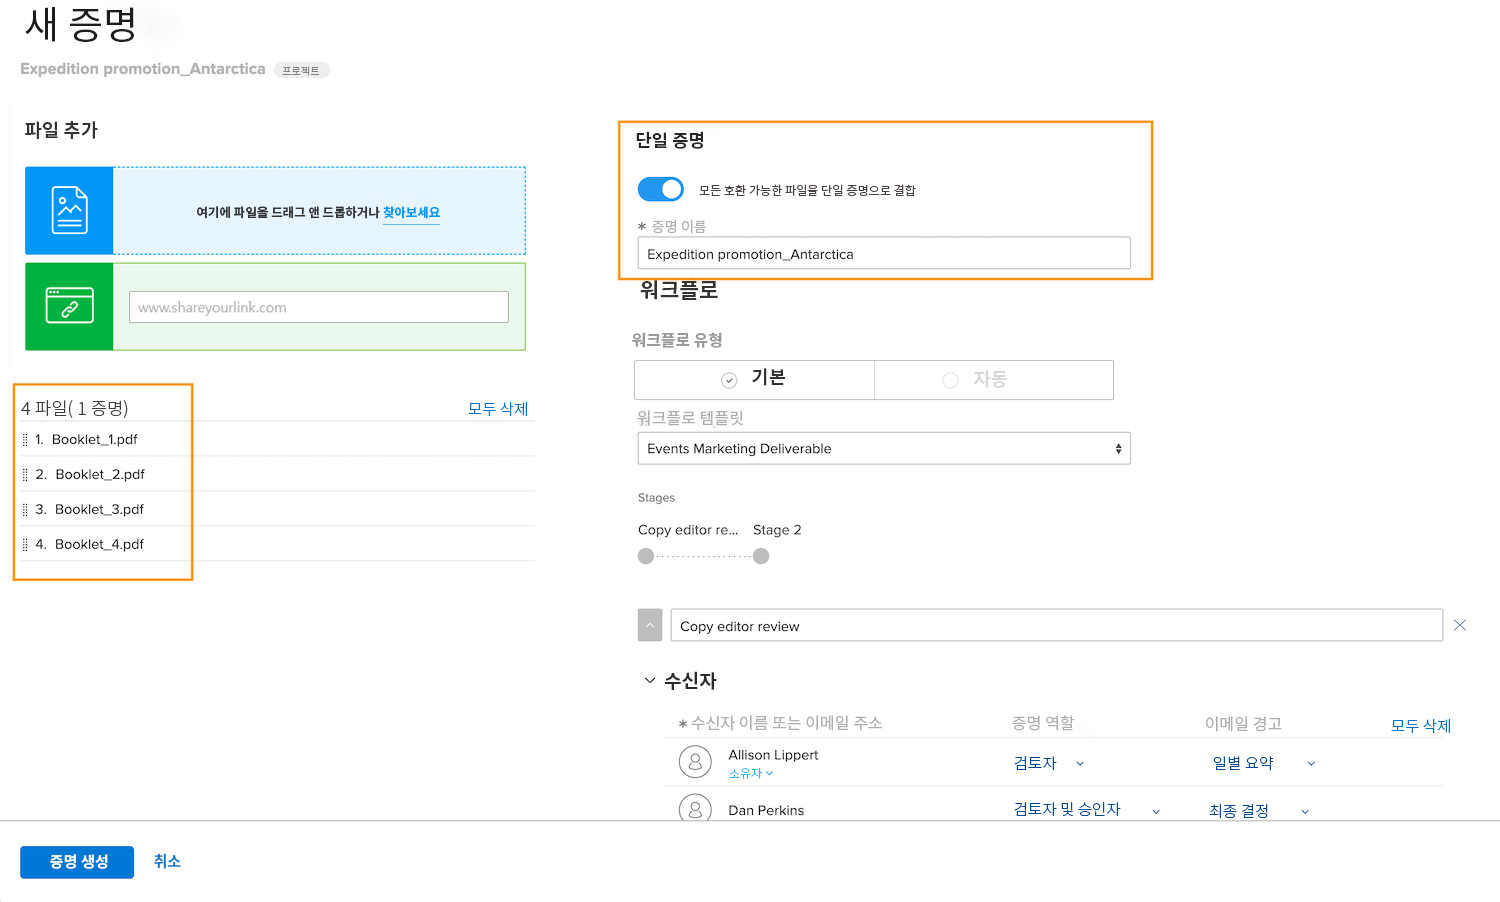 새 증명
Expedition promotion_Antarctica 프로젝트
파일 추가
여기에 파일을 드래그 앤 드롭하거나 찾아보세요
www.shareyourlink.com
4 파일( 1 증명) 모두 삭제
1. Booklet_1.pdf
2. Booklet_2.pdf
3. Booklet_3.pdf
4. Booklet_4.pdf
단일 증명
모든 호환 가능한 파일을 단일 증명으로 결합
* 증명 이름
Expedition promotion_Antarctica
워크플로
워크플로 유형
기본 자동
워크플로 템플릿
Events Marketing Deliverable
Stages
Copy editor re... Stage 2
Copy editor review
수신자
* 수신자 이름 또는 이메일 주소 증명 역할 이메일 경고 모두 삭제
Allison Lippert 검토자 일별 요약
소유자
Dan Perkins 검토자 및 승인자 최종 결정
증명 생성 취소